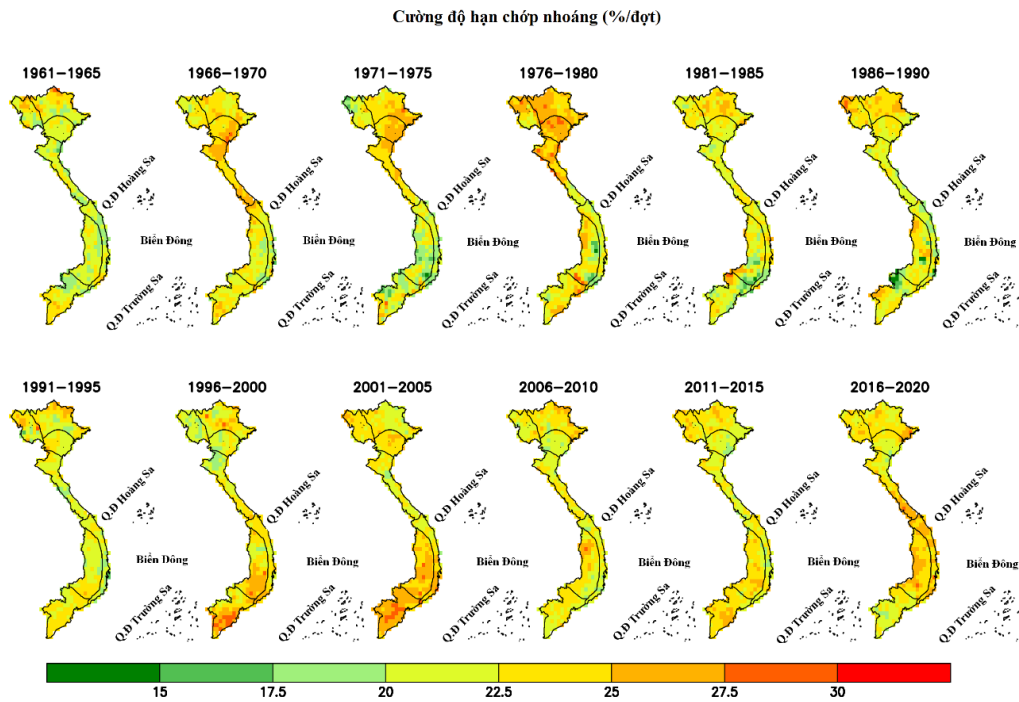 Cường độ hạn chớp nhoáng (%/đợt)
1961-1965
1966-1970
1971-1975
1976-1980
1981-1985
1986-1990
Q.Đ Hoàng Sa
Q.Đ Hoàng Sa
Q.Đ Hoàng Sa
Q.Đ Hoàng Sa
Q.Đ Hoàng Sa
Q.Đ Hoàng Sa
Biển Đông
Biển Đông
Biển Đông
Biển Đông
Biển Đông
Biển Đông
Q.Đ Trường Sa
Q.Đ Trường Sa
Q.Đ Trường Sa
Q.Đ Trường Sa
Q.Đ Trường Sa
Q.Đ Trường Sa
1991-1995
1996-2000
2001-2005
2006-2010
2011-2015
2016-2020
Q.Đ Hoàng Sa
Q.Đ Hoàng Sa
Q.Đ Hoàng Sa
Q.Đ Hoàng Sa
Q.Đ Hoàng Sa
Q.Đ Hoàng Sa
Biển Đông
Biển Đông
Biển Đông
Biển Đông
Biển Đông
Biển Đông
Q.Đ Trường Sa
Q.Đ Trường Sa
Q.Đ Trường Sa
Q.Đ Trường Sa
Q.Đ Trường Sa
Q.Đ Trường Sa
15 17.5 20 22.5 25 27.5 30